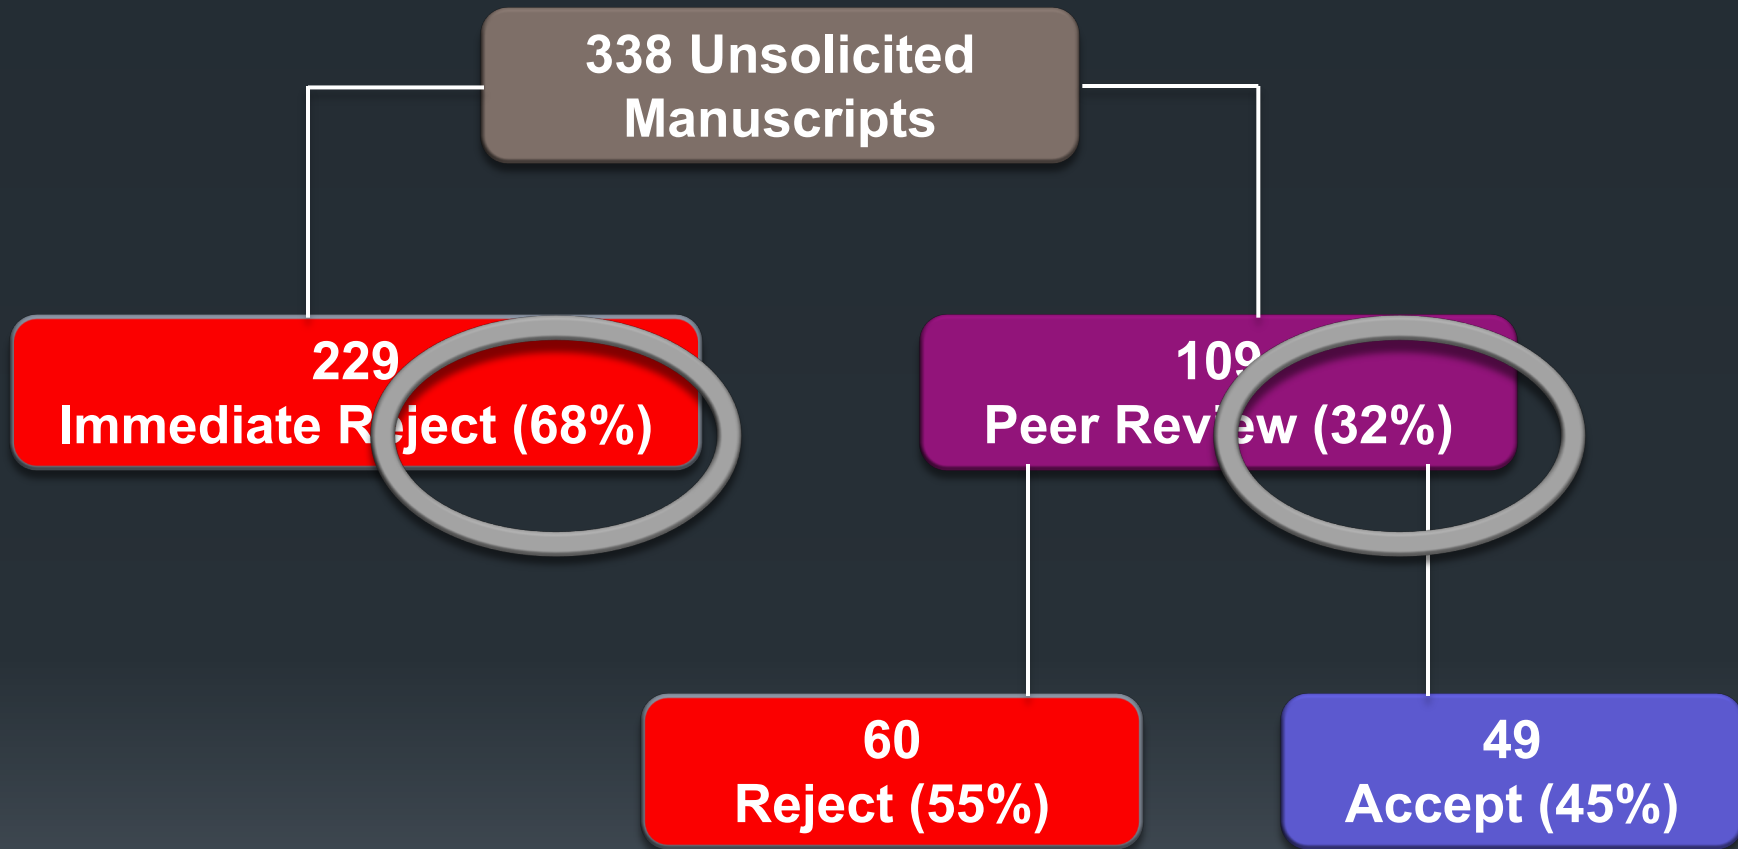 338 Unsolicited
Manuscripts
229
Immediate Reject (68%)
109
Peer Review (32%)
60
Reject (55%)
49
Accept (45%)